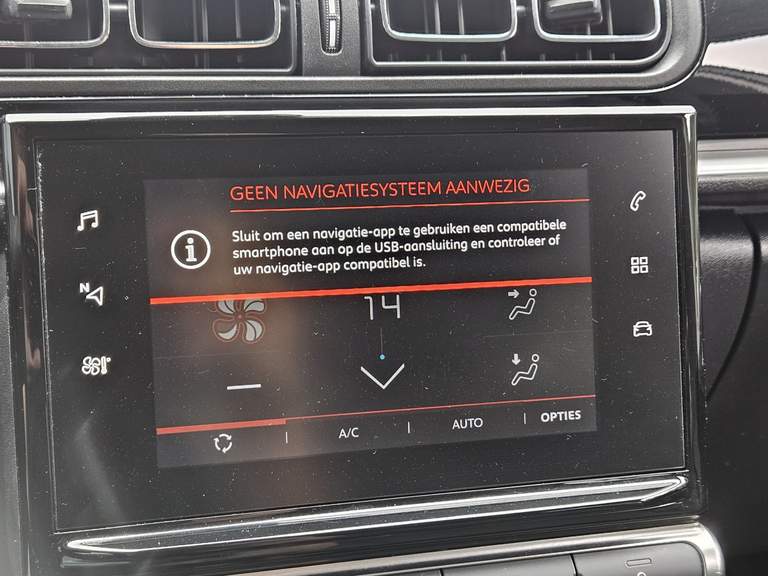 GEEN NAVIGATIESYSTEEM AANWEZIG
Sluit om een navigatie-app te gebruiken een compatibele
smartphone aan op de USB-aansluiting en controleer of
uw navigatie-app compatibel is.
N
14
A/C
AUTO
OPTIES